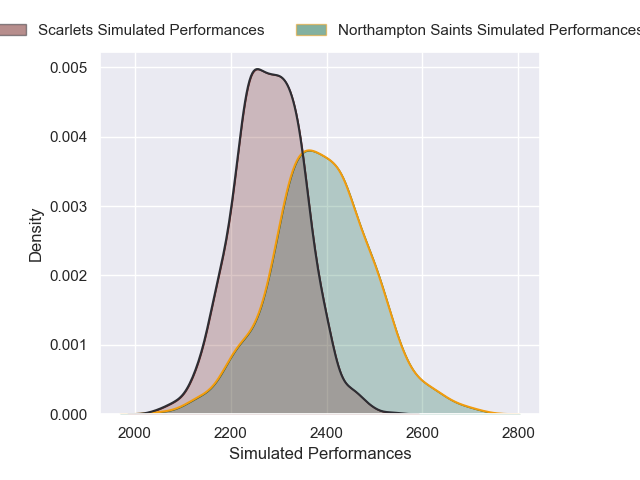 Scarlets Simulated Performances
Northampton Saints Simulated Performances
0.005
0.004
0.003
0.002
0.001
0.000
Density
2000 2200 2400 2600 2800
Simulated Performances